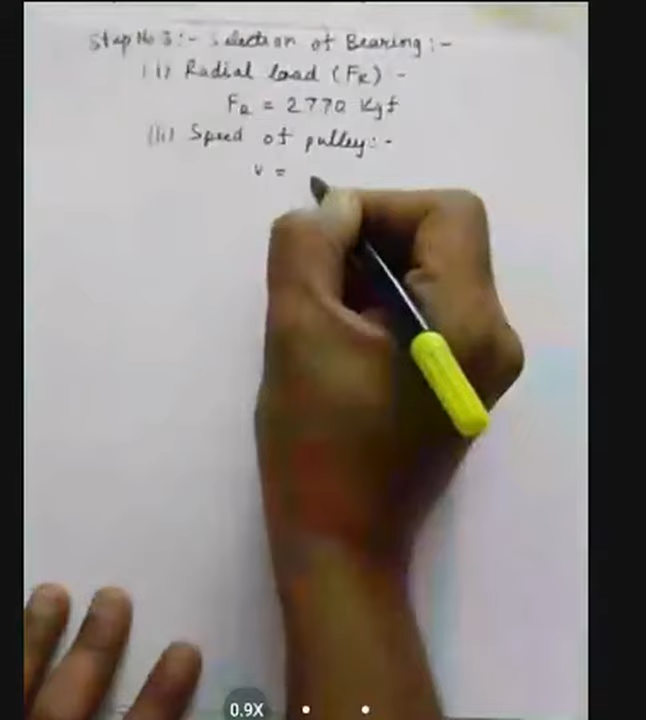 Step No 3:- Selection of Bearing:-
(i) Radial load (FR) -
FR = 2770 Kgf
(ii) Speed of pulley:-
v =
0.9X